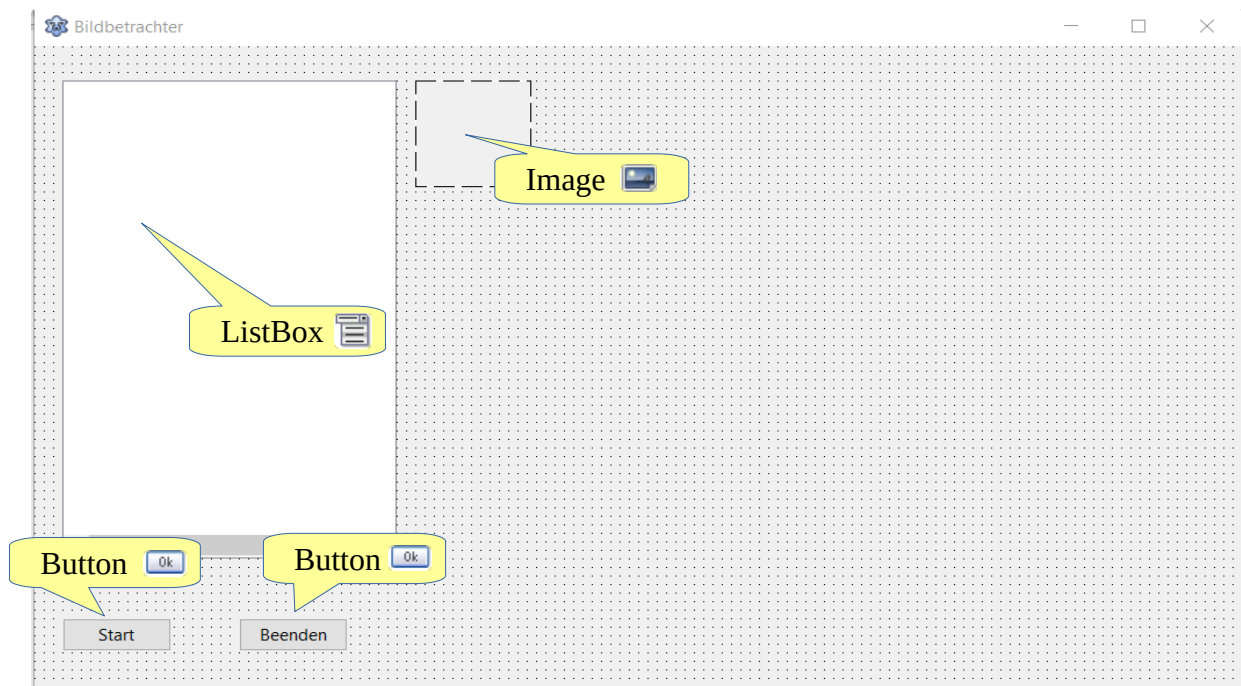 Bildbetrachter
Image
ListBox
Button Ok
Button Ok
Start
Beenden